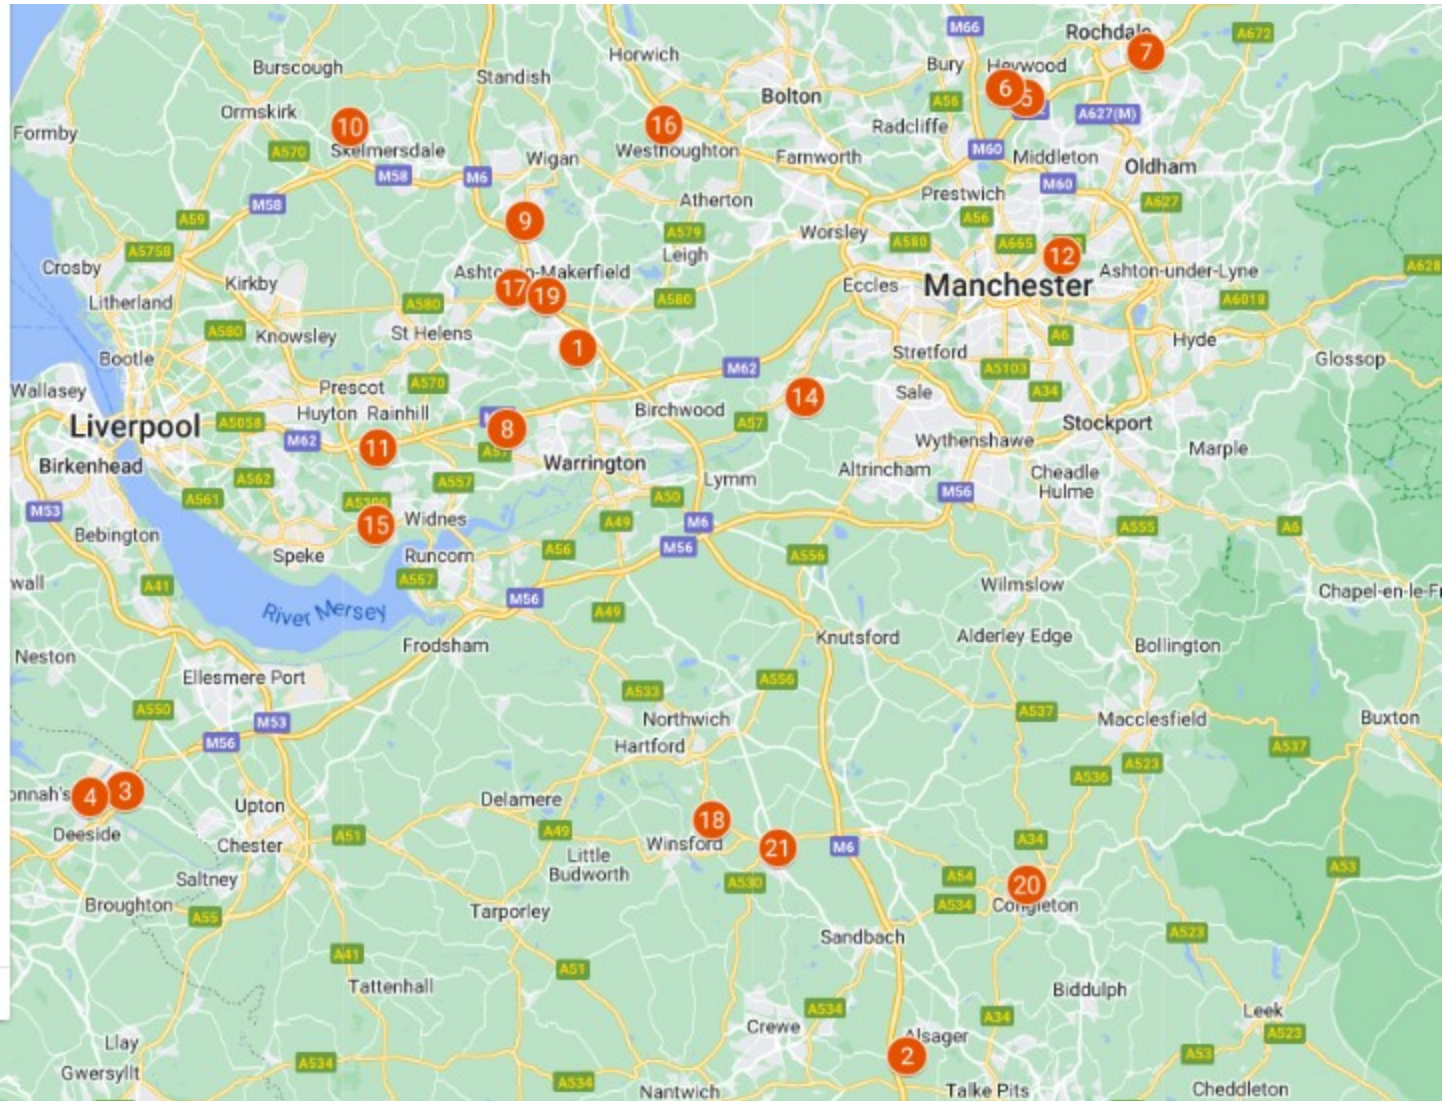 M66
Rochdale
A672
7
Horwich
Burscough
Standish
Bury
Heywood
6
5
Bolton
A56
A627(M)
Ormskirk
Formby
10
16
Radcliffe
A570
Skelmersdale
Westhoughton
M60
Middleton
Oldham
Wigan
Farnworth
M58
M6
M60
Atherton
Prestwich
A627
M58
A59
9
A56
A579
Worsley
A580
A665
A5758
Leigh
12
Crosby
Ashton-in-Makerfield
Ashton-under-Lyne
A628
Kirkby
17
19
Eccles
Manchester
Litherland
A580
A580
A6018
A580
Knowsley
St Helens
A6
Hyde
1
Bootle
Stretford
Glossop
M62
A5103
Wallasey
Prescot
A570
Sale
A34
14
Huyton
Rainhill
Birchwood
Liverpool
A5058
M62
8
A57
Stockport
11
A57
Wythenshawe
Marple
Birkenhead
Warrington
Altrincham
Cheadle
Hulme
A562
A557
Lymm
M56
A561
A5300
A50
M53
15
Widnes
A49
M6
A555
A6
Bebington
Speke
Runcorn
A56
M56
A556
wall
A41
A557
Wilmslow
Chapel-en-le-Fr
River Mersey
M56
A49
Frodsham
Knutsford
Alderley Edge
Bollington
Neston
Ellesmere Port
A556
A533
A550
A537
M53
Northwich
Macclesfield
Buxton
M56
Hartford
A537
A523
A536
onnah's
4
3
Upton
Delamere
18
Deeside
A51
A49
A34
Chester
Winsford
21
M6
Little
Budworth
A53
Saltney
A530
A54
20
Broughton
A55
Tarporley
A534
Congleton
Sandbach
A523
A41
A51
Tattenhall
Biddulph
A534
Leek
A34
Crewe
Alsager
A523
Llay
2
A53
A534
Gwersyllt
A534
Nantwich
Talke Pits
Cheddleton